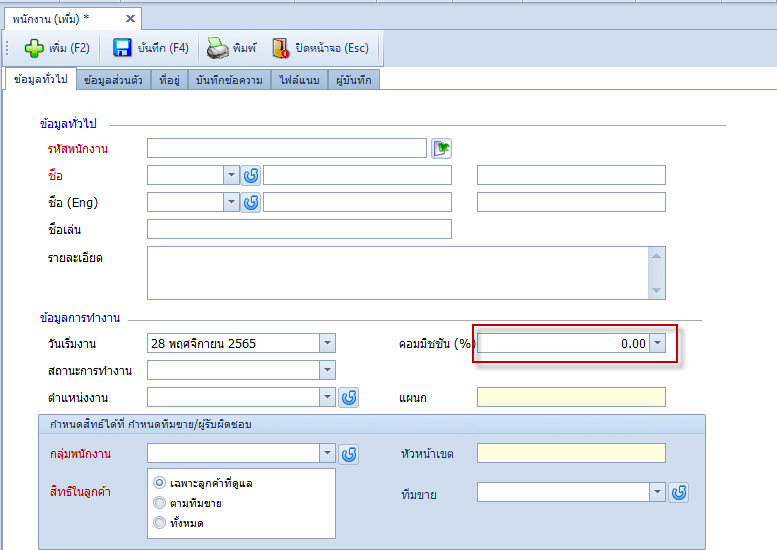 พนักงาน (เพิ่ม) *
เพิ่ม (F2) บันทึก (F4) พิมพ์ ปิดหน้าจอ (Esc)
ข้อมูลทั่วไป ข้อมูลส่วนตัว ที่อยู่ บันทึกข้อความ ไฟล์แนบ ผู้บันทึก
ข้อมูลทั่วไป
รหัสพนักงาน
ชื่อ
ชื่อ (Eng)
ชื่อเล่น
รายละเอียด
ข้อมูลการทำงาน
วันเริ่มงาน 28 พฤศจิกายน 2565 คอมมิชชัน (%) 0.00
สถานะการทำงาน
ตำแหน่งงาน แผนก
กำหนดสิทธิ์ได้ที่ กำหนดทีมขาย/ผู้รับผิดชอบ
กลุ่มพนักงาน หัวหน้าเขต
สิทธิ์ในลูกค้า เฉพาะลูกค้าที่ดูแล ทีมขาย
ตามทีมขาย
ทั้งหมด